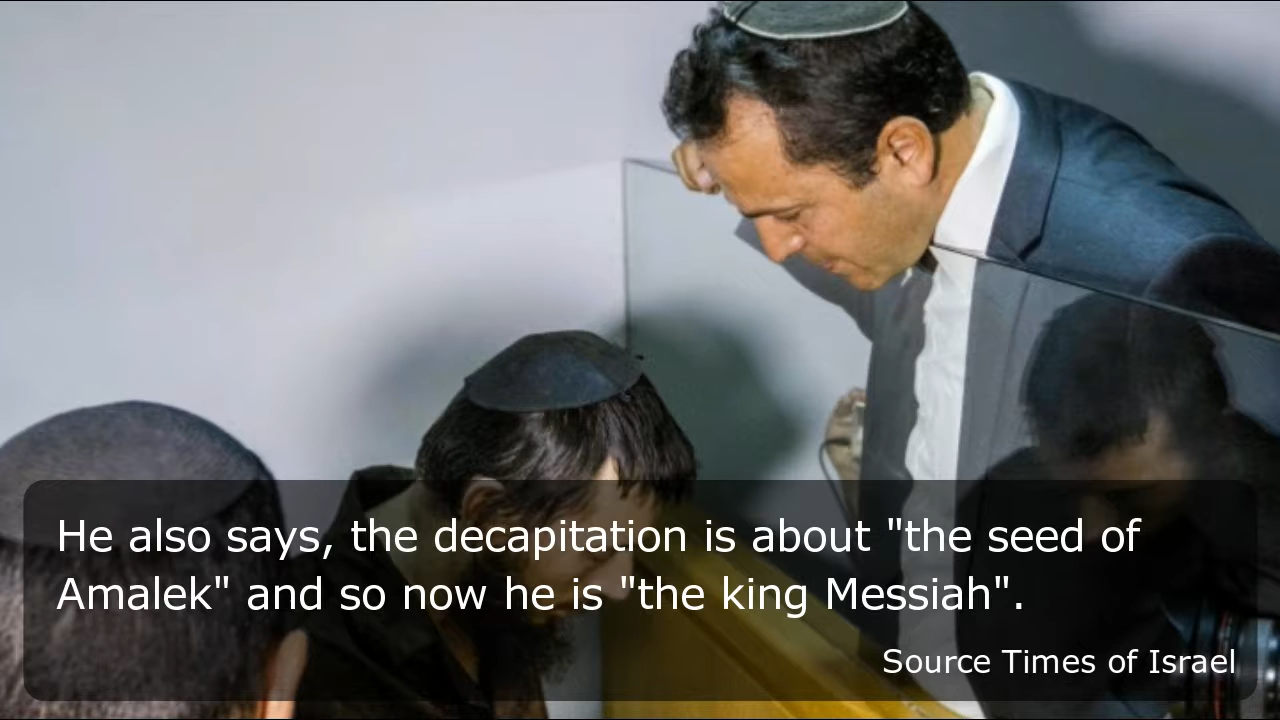 He also says, the decapitation is about "the seed of
Amalek" and so now he is "the king Messiah".
Source Times of Israel